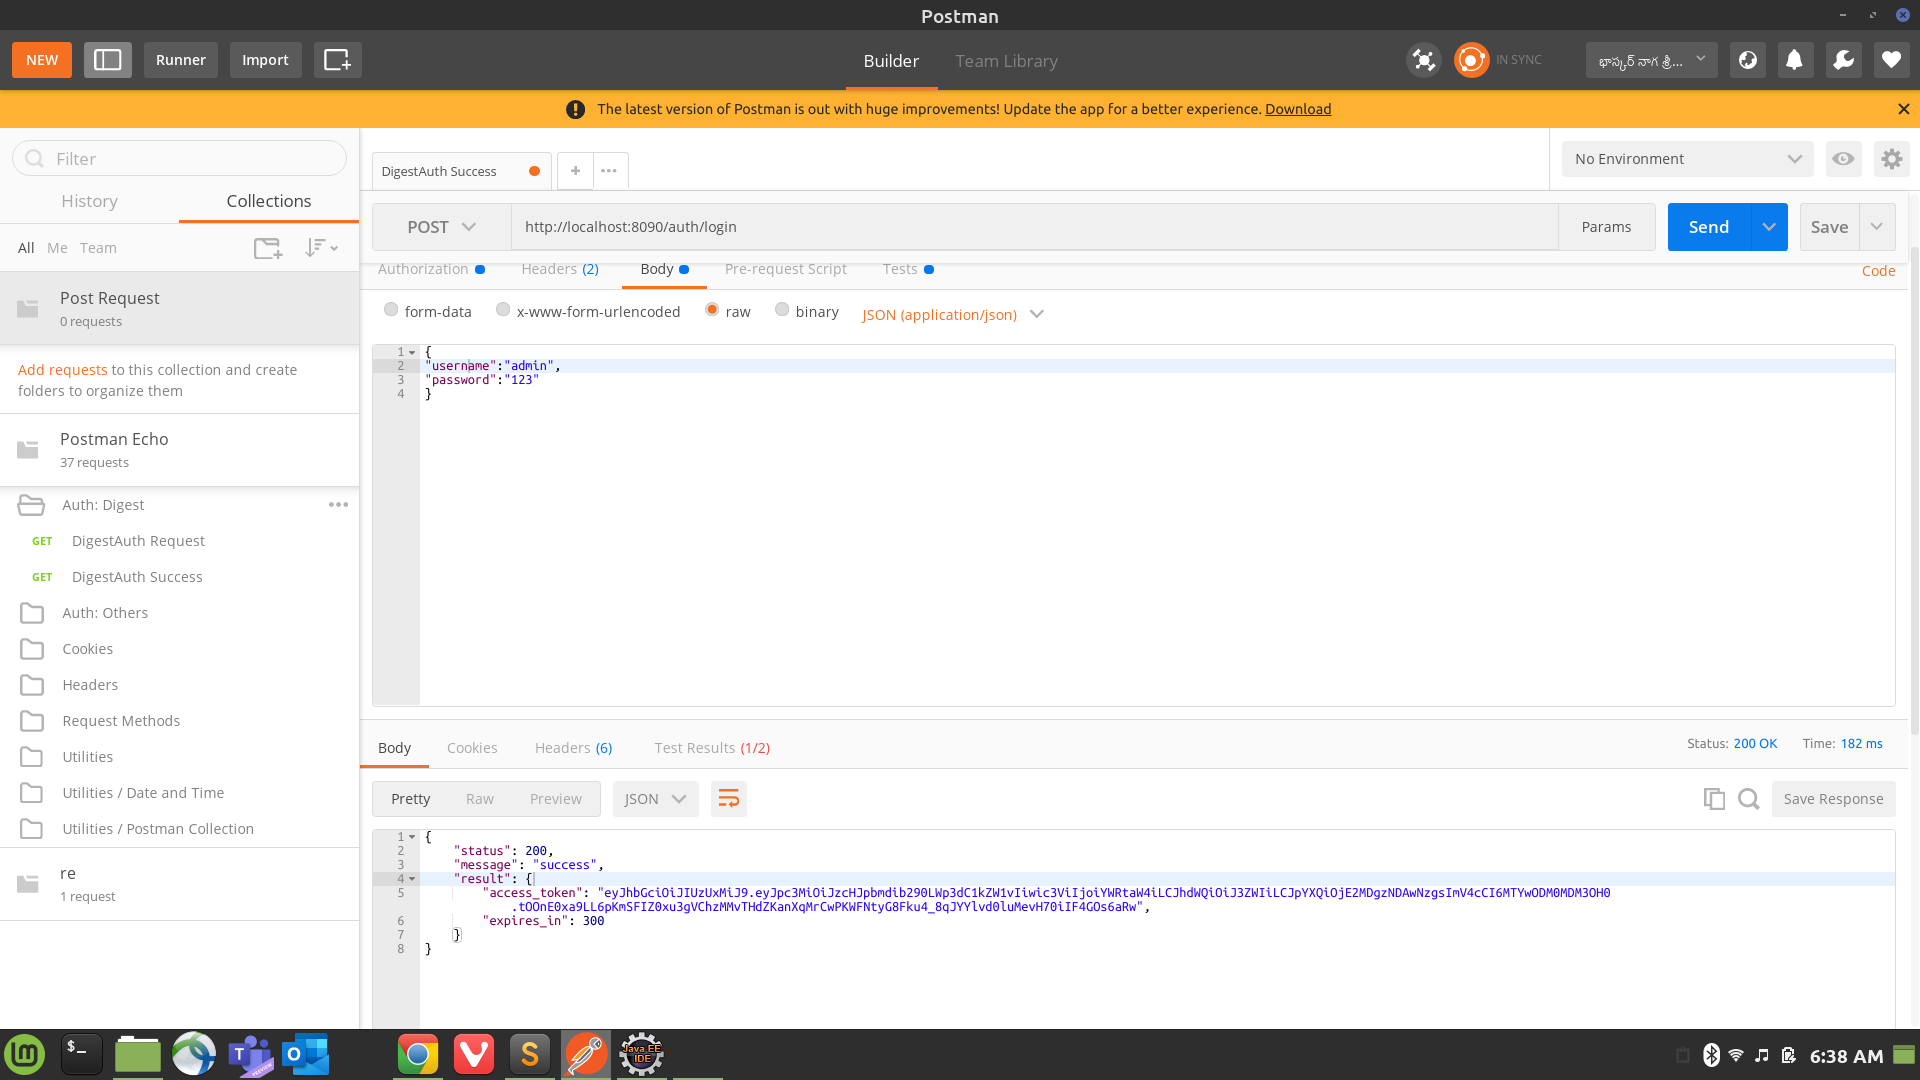 Postman
NEW
Runner
Import
Builder
Team Library
IN SYNC
భాస్కర్ నాగ శ్రీ...
The latest version of Postman is out with huge improvements! Update the app for a better experience. Download
Filter
History
Collections
All Me Team
Post Request
0 requests
Add requests to this collection and create
folders to organize them
Postman Echo
37 requests
Auth: Digest
GET DigestAuth Request
GET DigestAuth Success
Auth: Others
Cookies
Headers
Request Methods
Utilities
Utilities / Date and Time
Utilities / Postman Collection
re
1 request
DigestAuth Success
No Environment
POST
http://localhost:8090/auth/login
Params
Send
Save
Authorization
Headers (2)
Body
Pre-request Script
Tests
Code
form-data
x-www-form-urlencoded
raw
binary
JSON (application/json)
1 {
2 "username":"admin",
3 "password":"123"
4 }
Body
Cookies
Headers (6)
Test Results (1/2)
Status: 200 OK
Time: 182 ms
Pretty
Raw
Preview
JSON
Save Response
1 {
2 "status": 200,
3 "message": "success",
4 "result": {
5 "access_token": "eyJhbGciOiJIUzUxMiJ9.eyJpc3MiOiJzcHJpbmdib290LWp3dC1kZW1vIiwic3ViIjoiYWRtaW4iLCJhdWQiOiJ3ZWIiLCJpYXQiOjE2MDgzNDAwNzgsImV4cCI6MTYwODM0MDM3OH0
.tOOnE0xa9LL6pKmSFIZ0xu3gVChzMMvTHdZKanXqMrCwPKWFNtyG8Fku4_8qJYYlvd0luMevH70iIF4GOs6aRw",
6 "expires_in": 300
7 }
8 }
PREVIEW
Java EE
IDE
6:38 AM